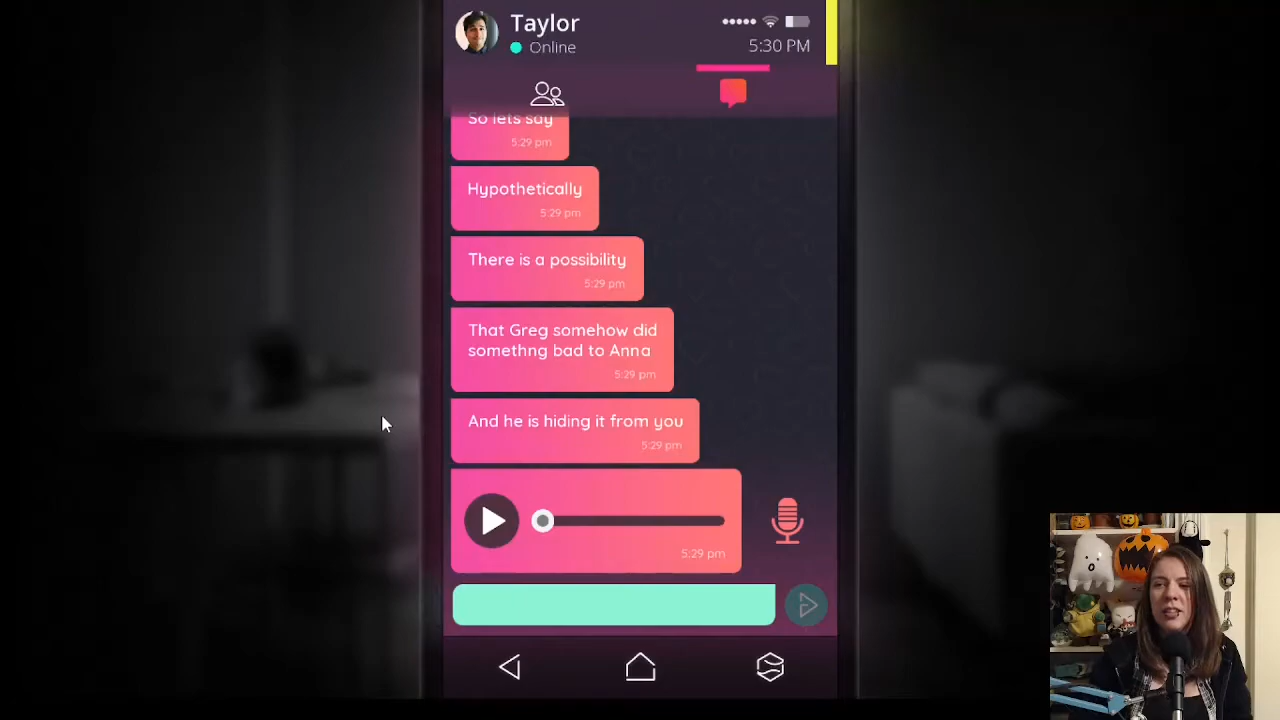 Taylor
Online
5:30 PM
So lets say
5:29 pm
Hypothetically
5:29 pm
There is a possibility
5:29 pm
That Greg somehow did
somethng bad to Anna
5:29 pm
And he is hiding it from you
5:29 pm
5:29 pm